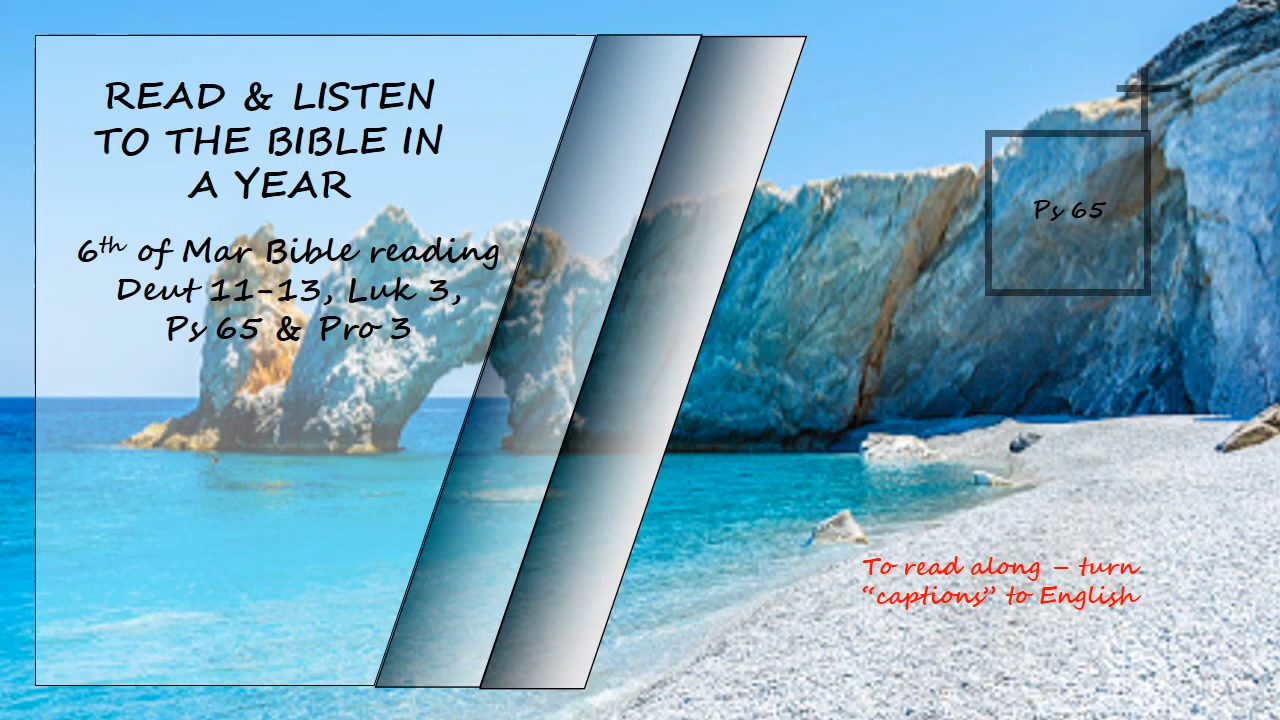 READ & LISTEN
TO THE BIBLE IN
A YEAR
6th of Mar Bible reading
Deut 11-13, Luk 3,
Ps 65 & Pro 3
Ps 65
To read along – turn
“captions” to English